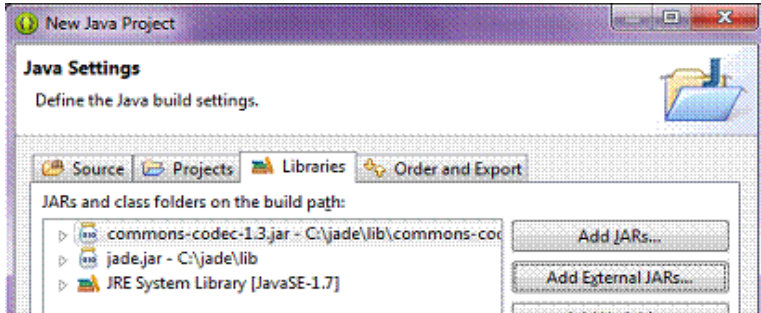 New Java Project
Java Settings
Define the Java build settings.
Source Projects Libraries Order and Export
JARs and class folders on the build path:
commons-codec-1.3.jar - C:\jade\lib\commons-coc
Add JARs...
jade.jar - C:\jade\lib
Add External JARs...
JRE System Library [JavaSE-1.7]